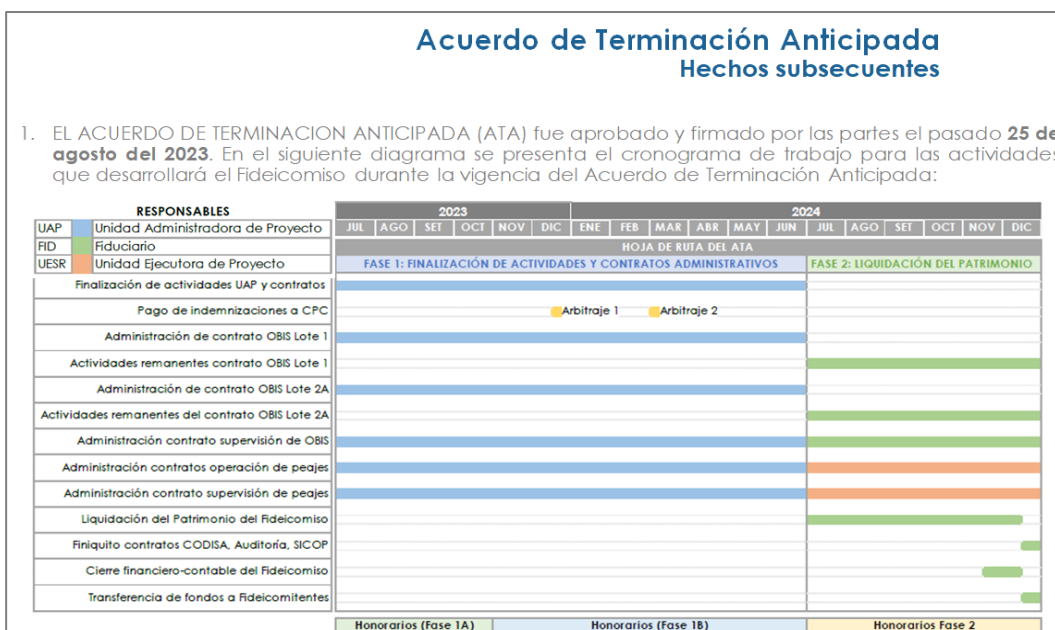 Acuerdo de Terminación Anticipada
Hechos subsecuentes
1. EL ACUERDO DE TERMINACION ANTICIPADA (ATA) fue aprobado y firmado por las partes el pasado 25 de
agosto del 2023. En el siguiente diagrama se presenta el cronograma de trabajo para las actividades
que desarrollará el Fideicomiso durante la vigencia del Acuerdo de Terminación Anticipada:
RESPONSABLES 2023 2024
UAP Unidad Administradora de Proyecto JUL AGO SET OCT NOV DIC ENE FEB MAR ABR MAY JUN JUL AGO SET OCT NOV DIC
FID Fiduciario HOJA DE RUTA DEL ATA
UESR Unidad Ejecutora de Proyecto FASE 1: FINALIZACIÓN DE ACTIVIDADES Y CONTRATOS ADMINISTRATIVOS FASE 2: LIQUIDACIÓN DEL PATRIMONIO
Finalización de actividades UAP y contratos
Pago de indemnizaciones a CPC Arbitraje 1 Arbitraje 2
Administración de contrato OBIS Lote 1
Actividades remanentes contrato OBIS Lote 1
Administración de contrato OBIS Lote 2A
Actividades remanentes del contrato OBIS Lote 2A
Administración contrato supervisión de OBIS
Administración contratos operación de peajes
Administración contrato supervisión de peajes
Liquidación del Patrimonio del Fideicomiso
Finiquito contratos CODISA, Auditoría, SICOP
Cierre financiero-contable del Fideicomiso
Transferencia de fondos a Fideicomitentes
Honorarios (Fase 1A) Honorarios (Fase 1B) Honorarios Fase 2